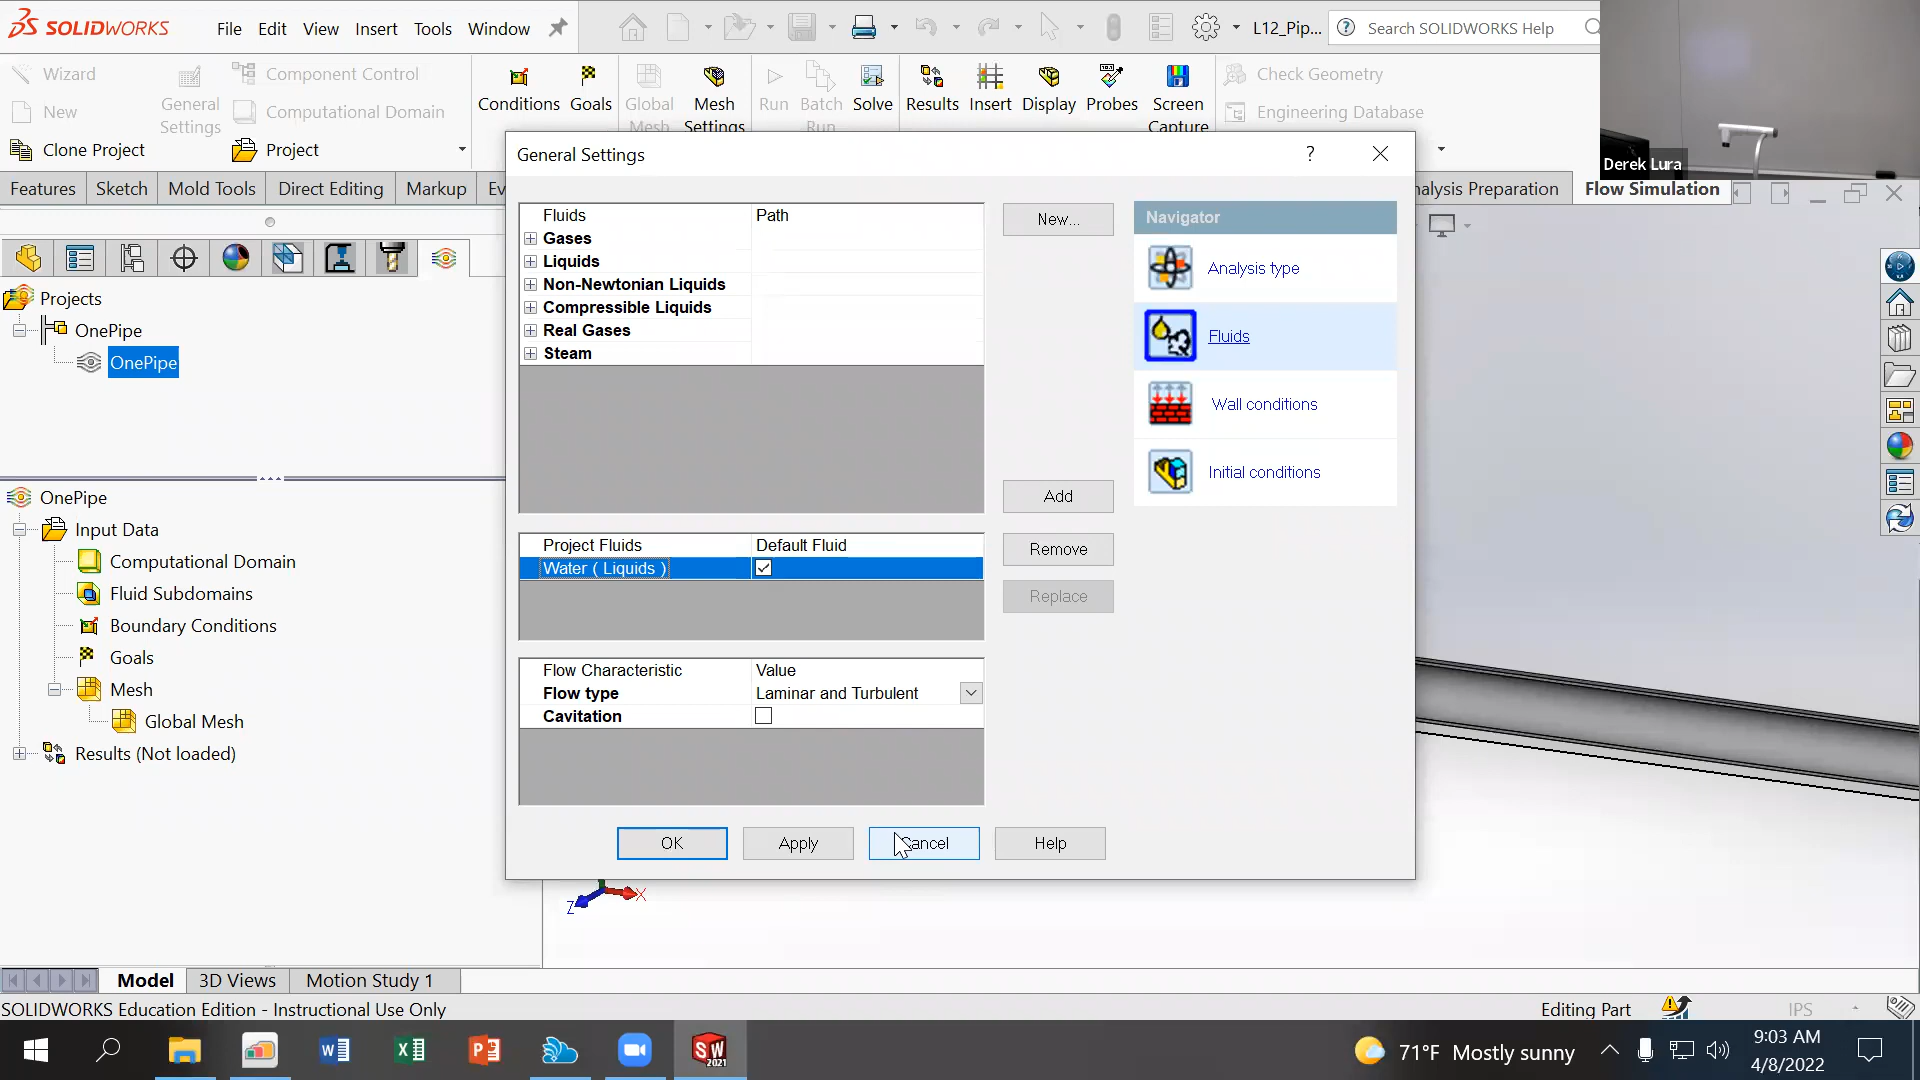 SOLIDWORKS File Edit View Insert Tools Window L12_Pip... Search SOLIDWORKS Help
Wizard
New
Clone Project
General Settings
Component Control
Computational Domain
Project
Conditions
Goals
Global Mesh
Mesh Settings
Run
Batch Run
Solve
Results
Insert
Display
Probes
Screen Capture
Check Geometry
Engineering Database
Derek Lura
Features Sketch Mold Tools Direct Editing Markup Ev
nalysis Preparation Flow Simulation
Projects
OnePipe
OnePipe
OnePipe
Input Data
Computational Domain
Fluid Subdomains
Boundary Conditions
Goals
Mesh
Global Mesh
Results (Not loaded)
General Settings ?
Fluids Path
Gases
Liquids
Non-Newtonian Liquids
Compressible Liquids
Real Gases
Steam
New...
Add
Project Fluids Default Fluid
Water ( Liquids )
Remove
Replace
Flow Characteristic Value
Flow type Laminar and Turbulent
Cavitation
OK Apply Cancel Help
Navigator
Analysis type
Fluids
Wall conditions
Initial conditions
Z X
Model 3D Views Motion Study 1
SOLIDWORKS Education Edition - Instructional Use Only Editing Part IPS
71°F Mostly sunny
9:03 AM
4/8/2022